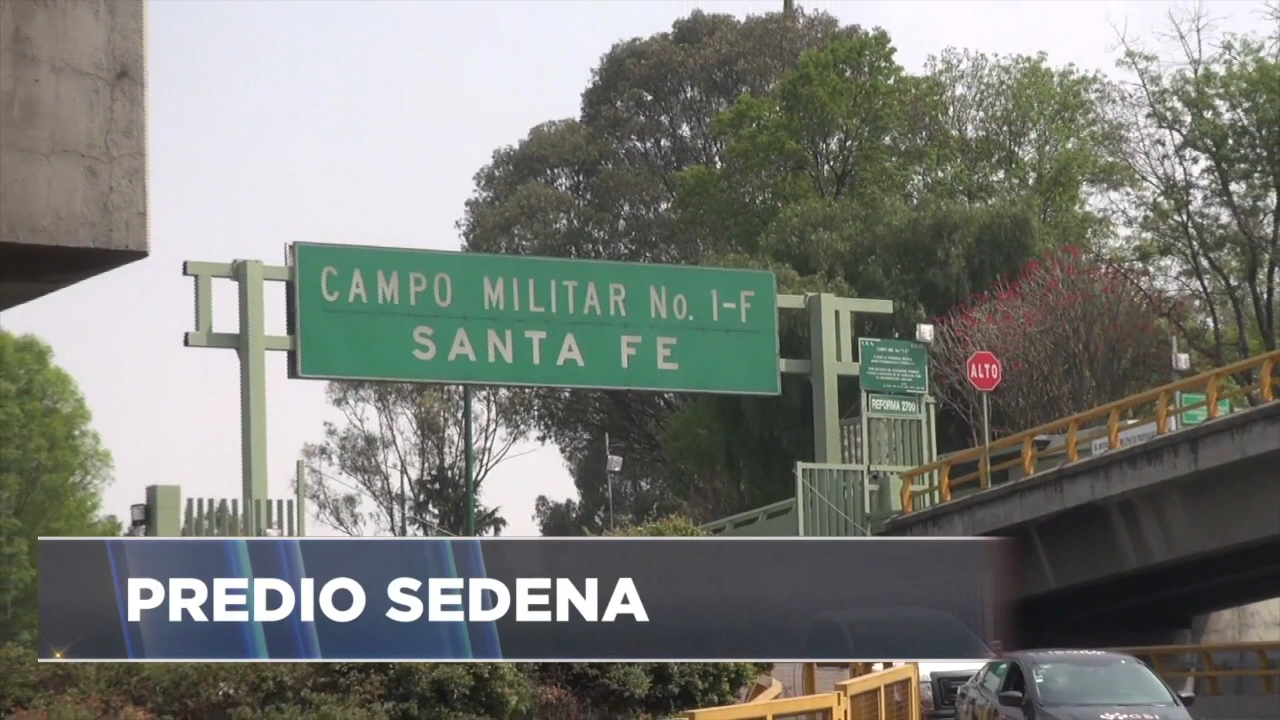 CAMPO MILITAR No. 1-F
SANTA FE
REFORMA 2700
ALTO
PREDIO SEDENA